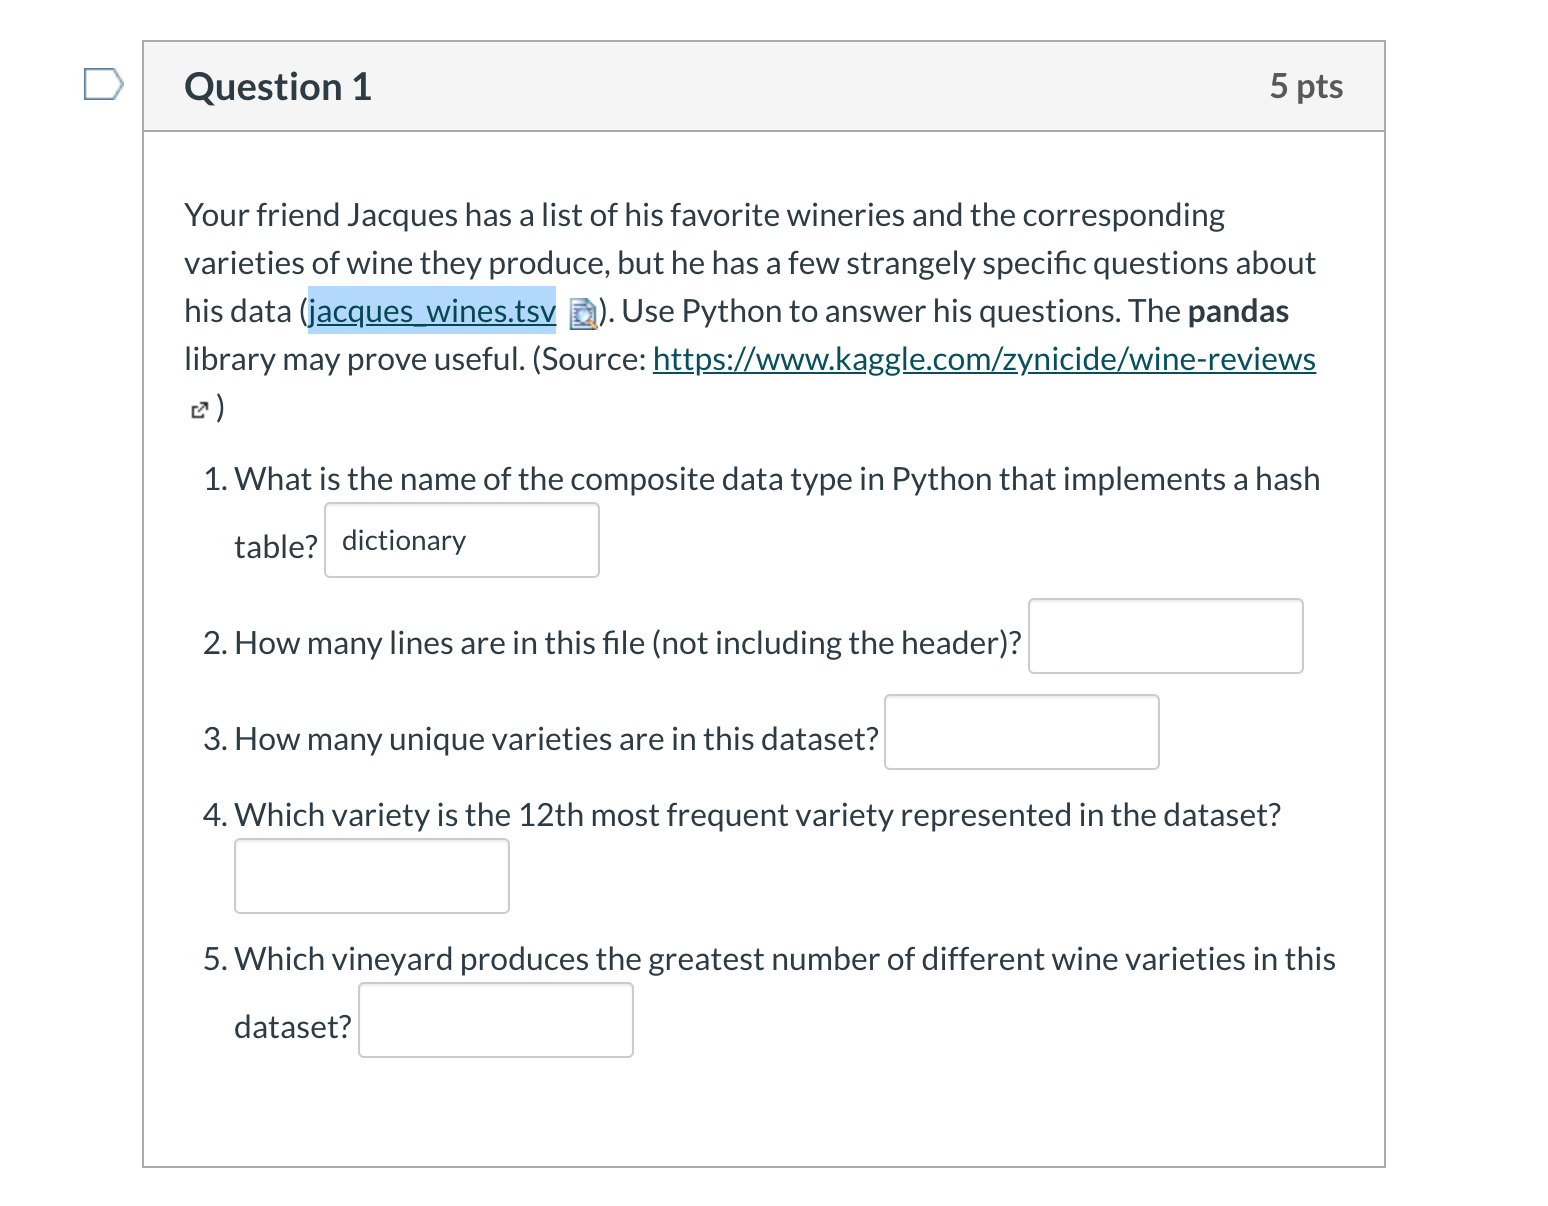 Question 1
5 pts
Your friend Jacques has a list of his favorite wineries and the corresponding
varieties of wine they produce, but he has a few strangely specific questions about
his data (jacques_wines.tsv ). Use Python to answer his questions. The pandas
library may prove useful. (Source: https://www.kaggle.com/zynicide/wine-reviews
)
1. What is the name of the composite data type in Python that implements a hash
table? dictionary
2. How many lines are in this file (not including the header)?
3. How many unique varieties are in this dataset?
4. Which variety is the 12th most frequent variety represented in the dataset?
5. Which vineyard produces the greatest number of different wine varieties in this
dataset?